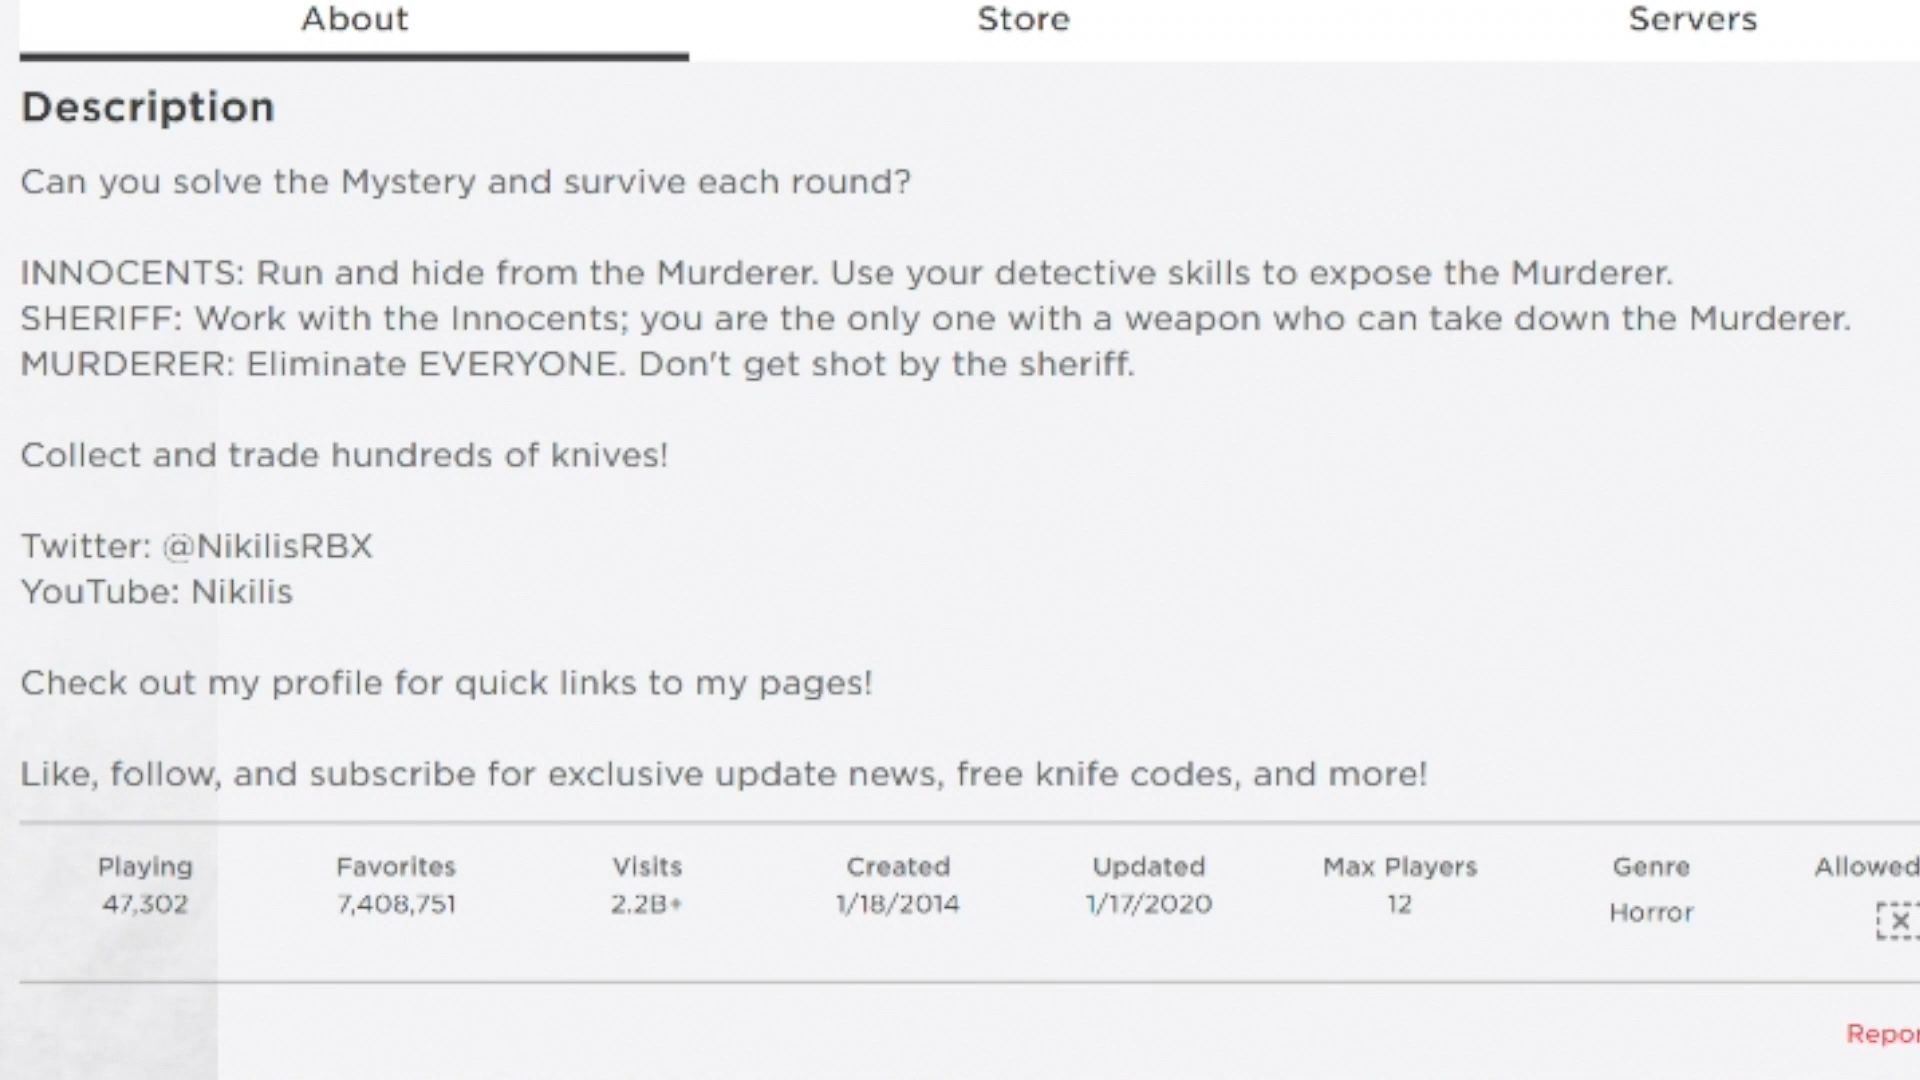 About Store Servers
Description
Can you solve the Mystery and survive each round?
INNOCENTS: Run and hide from the Murderer. Use your detective skills to expose the Murderer.
SHERIFF: Work with the Innocents; you are the only one with a weapon who can take down the Murderer.
MURDERER: Eliminate EVERYONE. Don't get shot by the sheriff.
Collect and trade hundreds of knives!
Twitter: @NikilisRBX
YouTube: Nikilis
Check out my profile for quick links to my pages!
Like, follow, and subscribe for exclusive update news, free knife codes, and more!
Playing Favorites Visits Created Updated Max Players Genre Allowed
47,302 7,408,751 2.2B+ 1/18/2014 1/17/2020 12 Horror
Repor